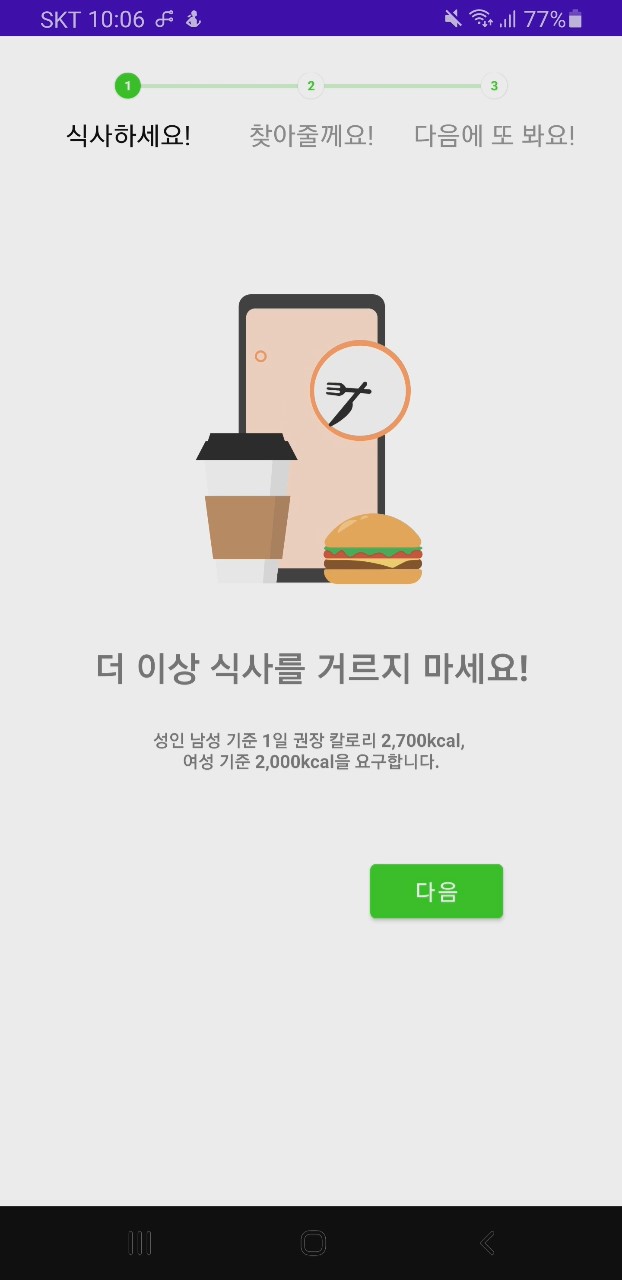 SKT 10:06 77%
1 2 3
식사하세요! 찾아줄께요! 다음에 또 봐요!
더 이상 식사를 거르지 마세요!
성인 남성 기준 1일 권장 칼로리 2,700kcal,
여성 기준 2,000kcal을 요구합니다.
다음